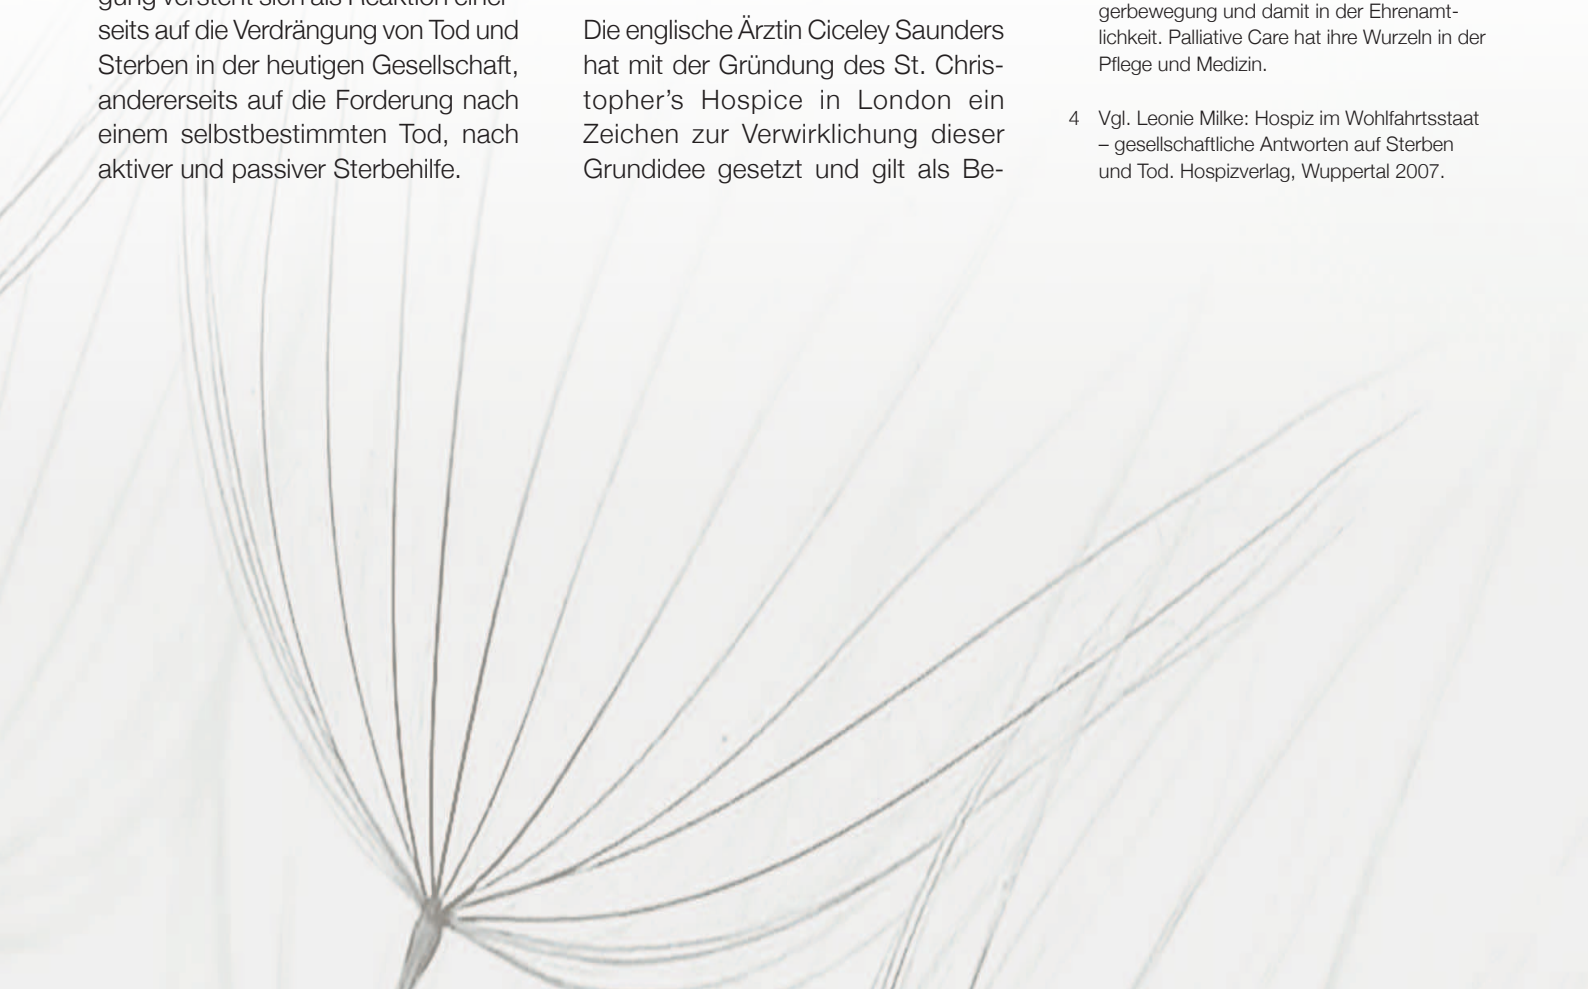 seits auf die Verdrängung von Tod und
Sterben in der heutigen Gesellschaft,
andererseits auf die Forderung nach
einem selbstbestimmten Tod, nach
aktiver und passiver Sterbehilfe.
Die englische Ärztin Ciceley Saunders
hat mit der Gründung des St. Chris-
topher’s Hospice in London ein
Zeichen zur Verwirklichung dieser
Grundidee gesetzt und gilt als Be-
gerbewegung und damit in der Ehrenamt-
lichkeit. Palliative Care hat ihre Wurzeln in der
Pflege und Medizin.
4 Vgl. Leonie Milke: Hospiz im Wohlfahrtsstaat
– gesellschaftliche Antworten auf Sterben
und Tod. Hospizverlag, Wuppertal 2007.